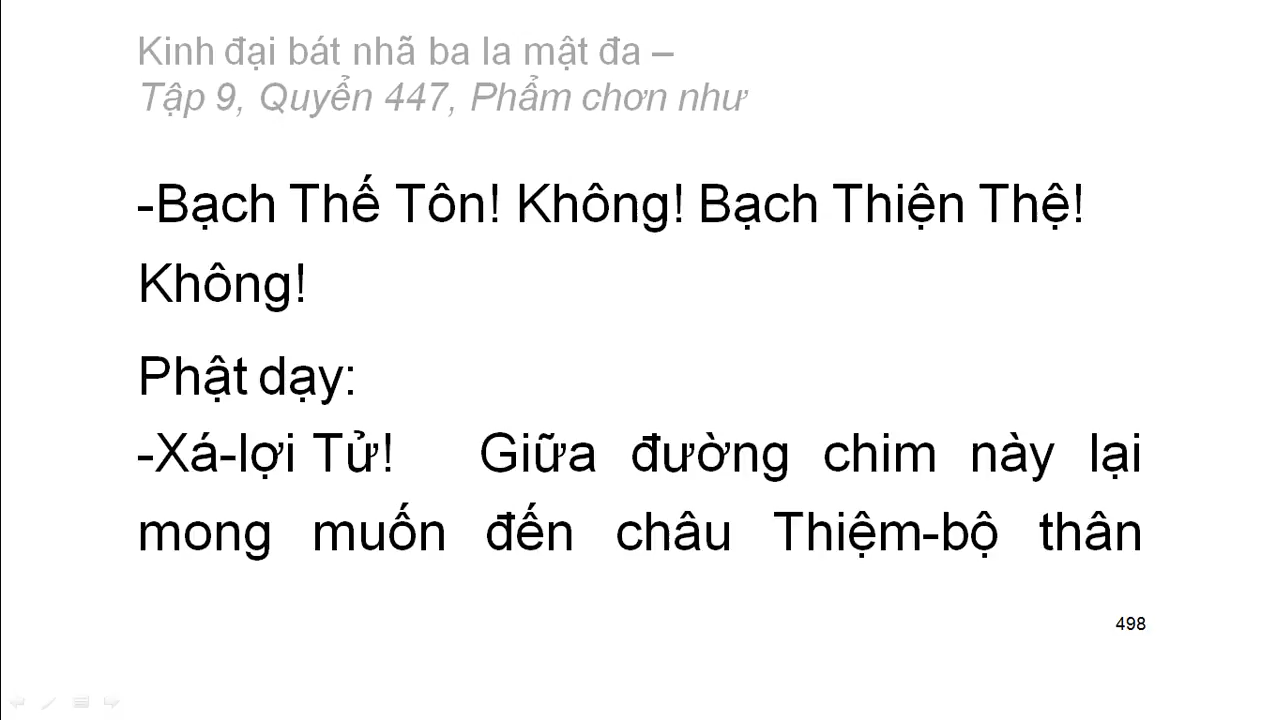 Kinh đại bát nhã ba la mật đa –
Tập 9, Quyển 447, Phẩm chơn như
-Bạch Thế Tôn! Không! Bạch Thiện Thệ!
Không!
Phật dạy:
-Xá-lợi Tử! Giữa đường chim này lại
mong muốn đến châu Thiệm-bộ thân
498